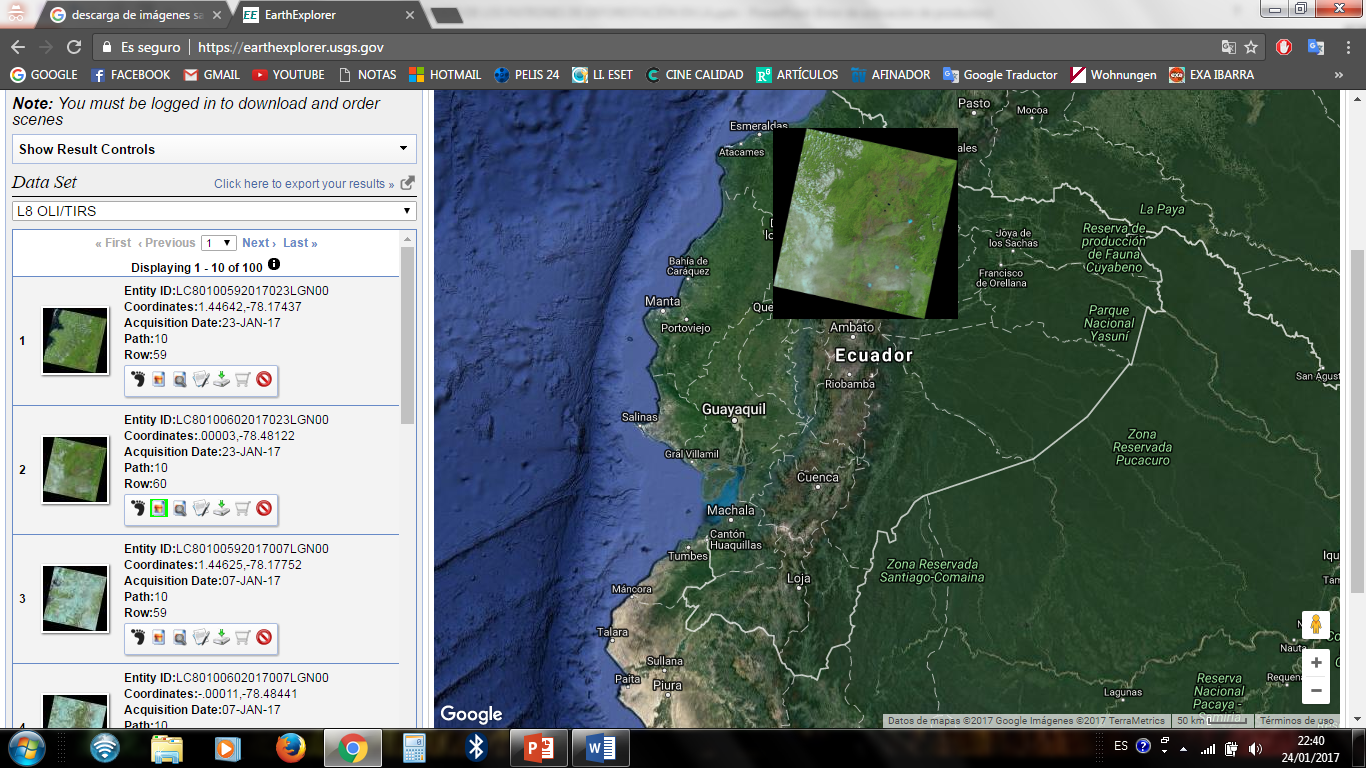 descarga de imágenes sa
EarthExplorer
Es seguro
https://earthexplorer.usgs.gov
GOOGLE
FACEBOOK
GMAIL
YOUTUBE
NOTAS
HOTMAIL
PELIS 24
LI. ESET
CINE CALIDAD
ARTÍCULOS
AFINADOR
Google Traductor
Wohnungen
EXA IBARRA
»
Note: You must be logged in to download and order
scenes
Show Result Controls
Data Set
Click here to export your results »
L8 OLI/TIRS
« First ‹ Previous 1 Next › Last »
Displaying 1 - 10 of 100
1
Entity ID:LC80100592017023LGN00
Coordinates:1.44642,-78.17437
Acquisition Date:23-JAN-17
Path:10
Row:59
2
Entity ID:LC80100602017023LGN00
Coordinates:.00003,-78.48122
Acquisition Date:23-JAN-17
Path:10
Row:60
3
Entity ID:LC80100592017007LGN00
Coordinates:1.44625,-78.17752
Acquisition Date:07-JAN-17
Path:10
Row:59
4
Entity ID:LC80100602017007LGN00
Coordinates:-.00011,-78.48441
Acquisition Date:07-JAN-17
Path:10
Pasto
Mocoa
Esmeraldas
Atacames
ales
La Paya
Reserva de
producción
de Fauna
Cuyabeno
Joya de
los Sachas
Francisco
de Orellana
Bahía de
Caráquez
Manta
Portoviejo
Que
Parque
Nacional
Yasuní
Ambato
Ecuador
Riobamba
San Agus
Guayaquil
Salinas
Gral Villamil
Zona
Reservada
Pucacuro
Cuenca
Machala
Cantón
Huaquillas
Tumbes
Zona Reservada
Santiago-Comaina
Loja
Iqu
Tam
Máncora
Talara
Sullana
Paita
Piura
Nauta
Requena
Lagunas
Reserva
Nacional
Pacaya -
Google
Datos de mapas ©2017 Google Imágenes ©2017 TerraMetrics
50 km
Términos de uso
ES
22:40
24/01/2017